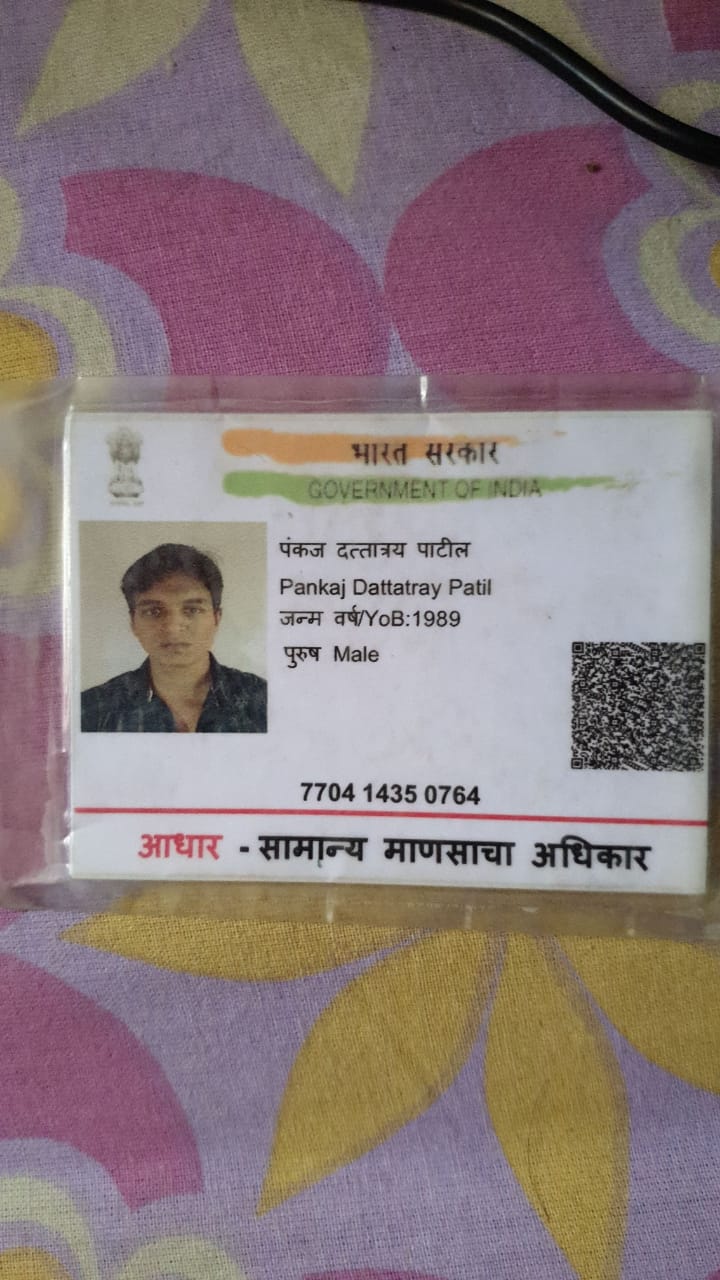 भारत सरकार
GOVERNMENT OF INDIA
पंकज दत्तात्रय पाटील
Pankaj Dattatray Patil
जन्म वर्ष/YoB:1989
पुरुष Male
7704 1435 0764
आधार - सामान्य माणसाचा अधिकार